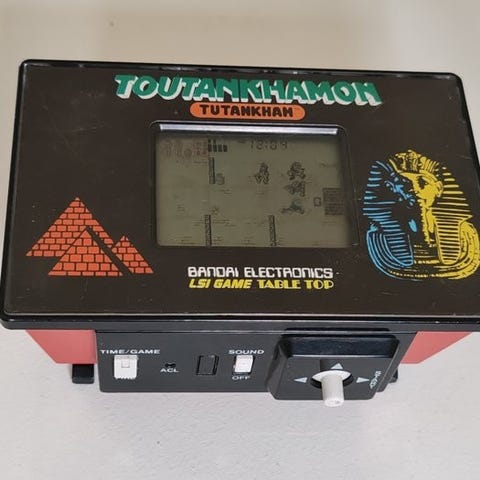 TOUTANKHAMON
TUTANKHAM
BANDAI ELECTRONICS
LSI GAME TABLE TOP
TIME/GAME
ACL
SOUND
OFF